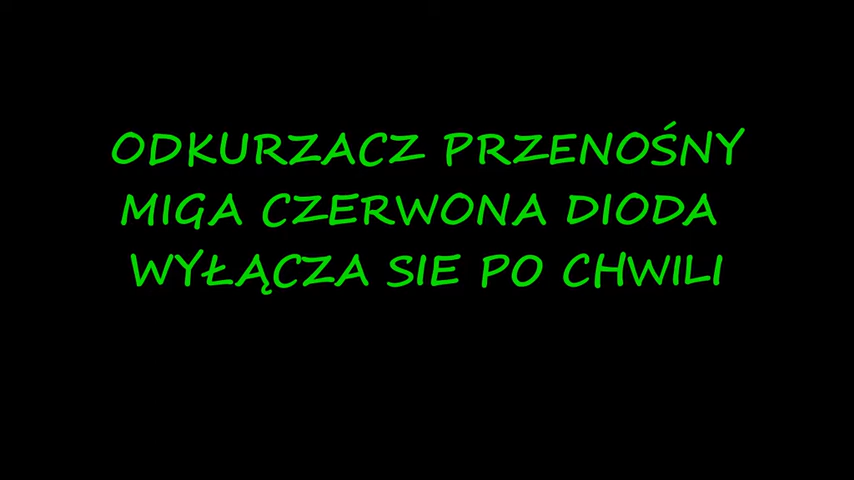 ODKURZACZ PRZENOŚNY
MIGA CZERWONA DIODA
WYŁĄCZA SIE PO CHWILI